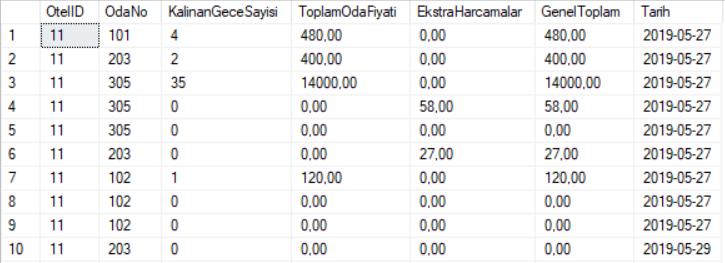 OtelID OdaNo KalinanGeceSayisi ToplamOdaFiyati EkstraHarcamalar GenelToplam Tarih
1 11 101 4 480,00 0,00 480,00 2019-05-27
2 11 203 2 400,00 0,00 400,00 2019-05-27
3 11 305 35 14000,00 0,00 14000,00 2019-05-27
4 11 305 0 0,00 58,00 58,00 2019-05-27
5 11 305 0 0,00 0,00 0,00 2019-05-27
6 11 203 0 0,00 27,00 27,00 2019-05-27
7 11 102 1 120,00 0,00 120,00 2019-05-27
8 11 102 0 0,00 0,00 0,00 2019-05-27
9 11 102 0 0,00 0,00 0,00 2019-05-27
10 11 203 0 0,00 0,00 0,00 2019-05-29